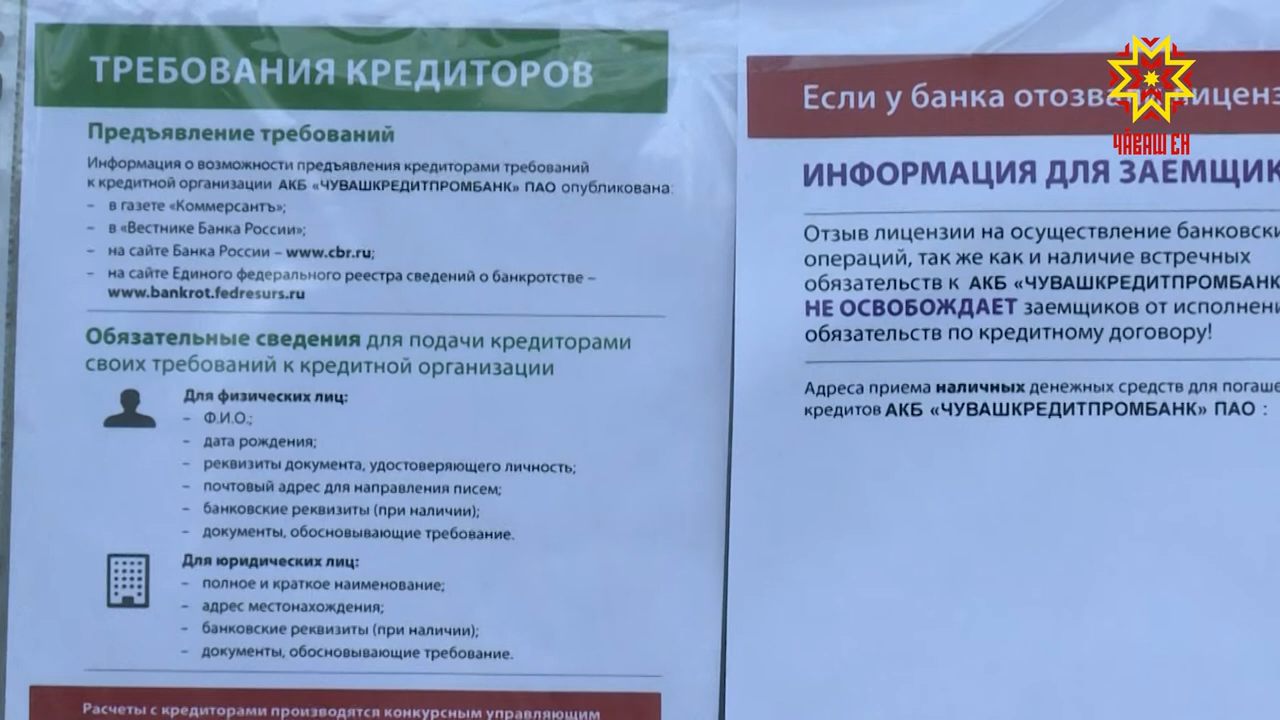 ТРЕБОВАНИЯ КРЕДИТОРОВ
Предъявление требований
Информация о возможности предъявления кредиторами требований
к кредитной организации АКБ «ЧУВАШКРЕДИТПРОМБАНК» ПАО опубликована:
– в газете «Коммерсантъ»;
– в «Вестнике Банка России»;
– на сайте Банка России – www.cbr.ru;
– на сайте Единого федерального реестра сведений о банкротстве –
www.bankrot.fedresurs.ru
Обязательные сведения для подачи кредиторами
своих требований к кредитной организации
Для физических лиц:
– Ф.И.О.;
– дата рождения;
– реквизиты документа, удостоверяющего личность;
– почтовый адрес для направления писем;
– банковские реквизиты (при наличии);
– документы, обосновывающие требование.
Для юридических лиц:
– полное и краткое наименование;
– адрес местонахождения;
– банковские реквизиты (при наличии);
– документы, обосновывающие требование.
Расчеты с кредиторами производятся конкурсным управляющим
Если у банка отозва лиценз
ИНФОРМАЦИЯ ДЛЯ ЗАЕМЩИК
Отзыв лицензии на осуществление банковски
операций, так же как и наличие встречных
обязательств к АКБ «ЧУВАШКРЕДИТПРОМБАНК
НЕ ОСВОБОЖДАЕТ заемщиков от исполнени
обязательств по кредитному договору!
Адреса приема наличных денежных средств для погаше
кредитов АКБ «ЧУВАШКРЕДИТПРОМБАНК» ПАО :
ЧӐВАШ ЕН